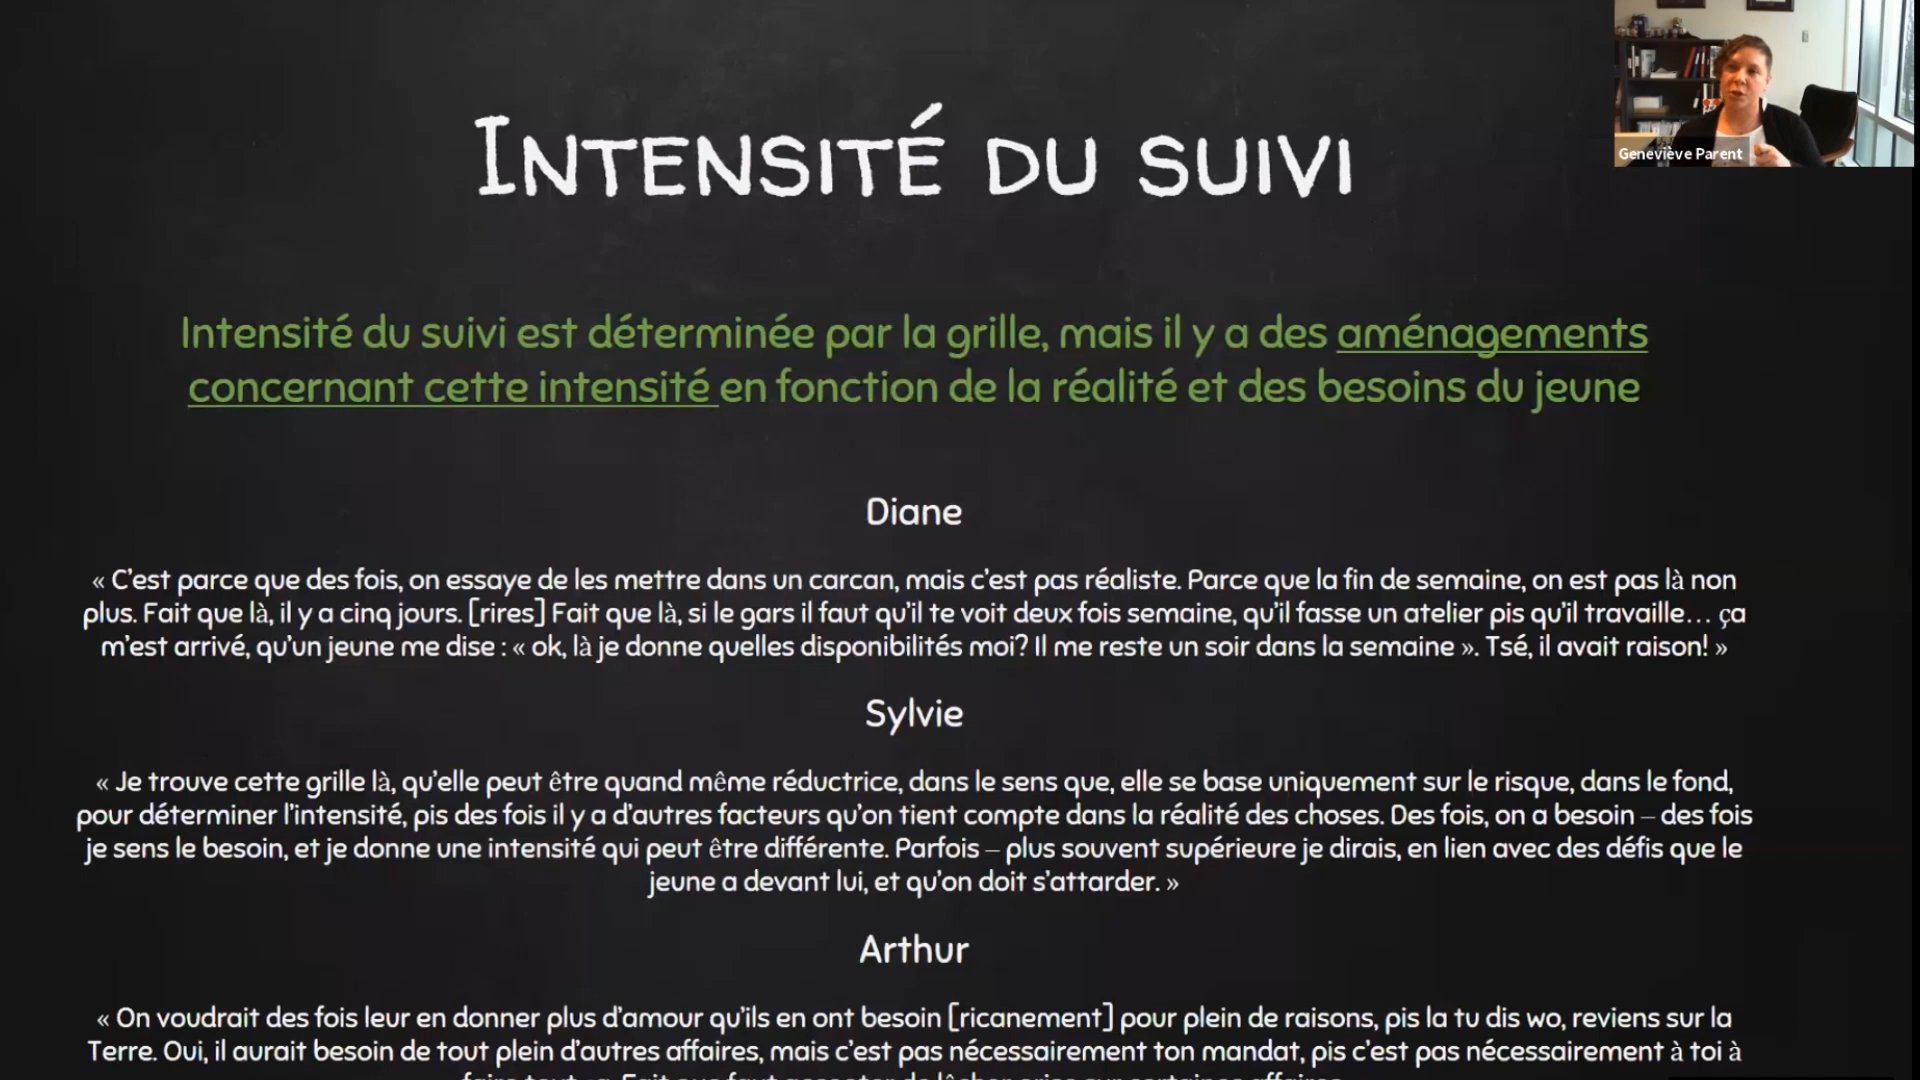 Geneviève Parent
INTENSITÉ DU SUIVI
Intensité du suivi est déterminée par la grille, mais il y a des aménagements
concernant cette intensité en fonction de la réalité et des besoins du jeune
Diane
« C'est parce que des fois, on essaye de les mettre dans un carcan, mais c'est pas réaliste. Parce que la fin de semaine, on est pas là non
plus. Fait que là, il y a cinq jours. [rires] Fait que là, si le gars il faut qu'il te voit deux fois semaine, qu'il fasse un atelier pis qu'il travaille… ça
m'est arrivé, qu'un jeune me dise : « ok, là je donne quelles disponibilités moi? Il me reste un soir dans la semaine ». Tsé, il avait raison! »
Sylvie
« Je trouve cette grille là, qu'elle peut être quand même réductrice, dans le sens que, elle se base uniquement sur le risque, dans le fond,
pour déterminer l'intensité, pis des fois il y a d'autres facteurs qu'on tient compte dans la réalité des choses. Des fois, on a besoin – des fois
je sens le besoin, et je donne une intensité qui peut être différente. Parfois – plus souvent supérieure je dirais, en lien avec des défis que le
jeune a devant lui, et qu'on doit s'attarder. »
Arthur
« On voudrait des fois leur en donner plus d'amour qu'ils en ont besoin [ricanement] pour plein de raisons, pis la tu dis wo, reviens sur la
Terre. Oui, il aurait besoin de tout plein d'autres affaires, mais c'est pas nécessairement ton mandat, pis c'est pas nécessairement à toi à
faire tout ça. Fait que faut accepter de lâcher prise sur certaines affaires.